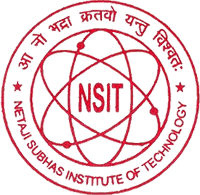 आ नो भद्रा क्रतवो यन्तु विश्वतः
NSIT
NETAJI SUBHAS INSTITUTE OF TECHNOLOGY